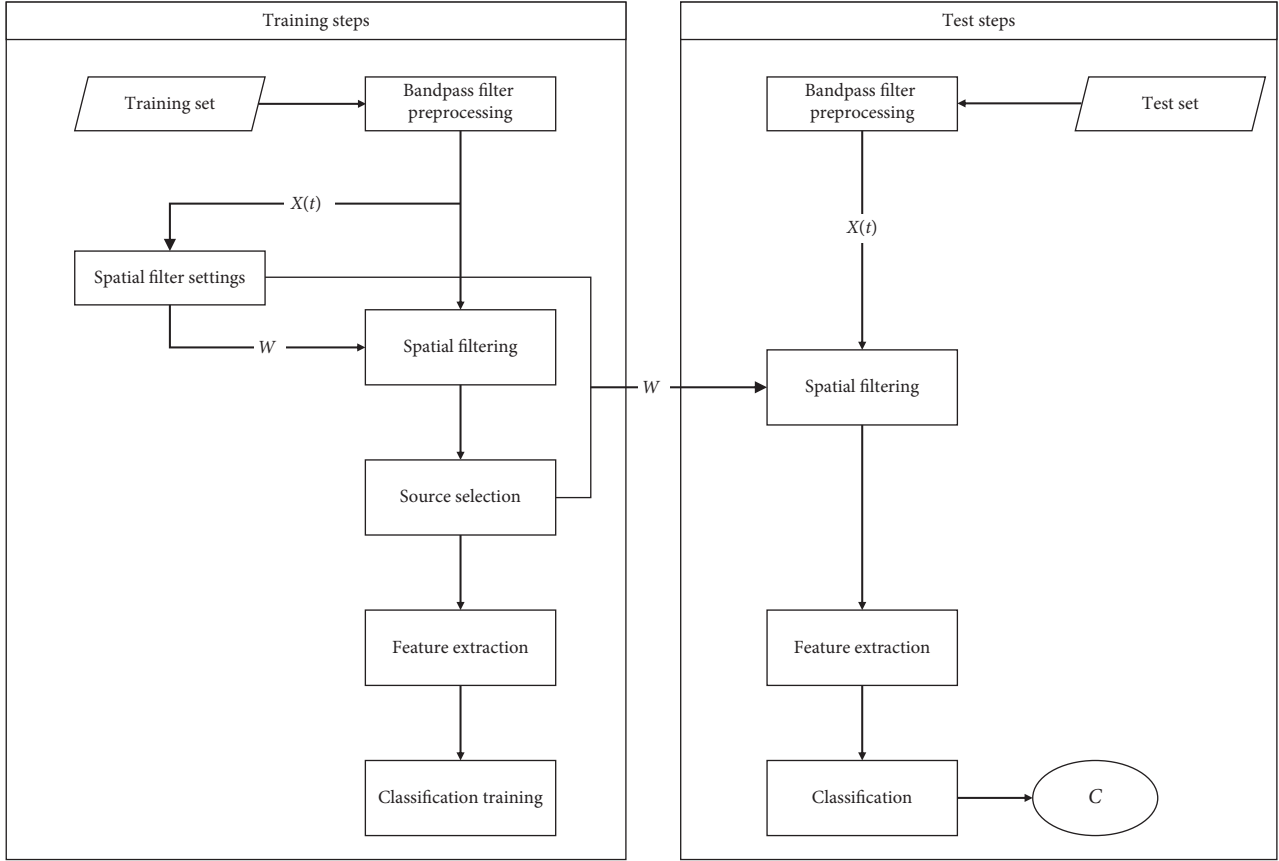 Training steps
Training set
Bandpass filter
preprocessing
X(t)
Spatial filter settings
W
Spatial filtering
Source selection
Feature extraction
Classification training
W
Test steps
Bandpass filter
preprocessing
Test set
X(t)
Spatial filtering
Feature extraction
Classification
C